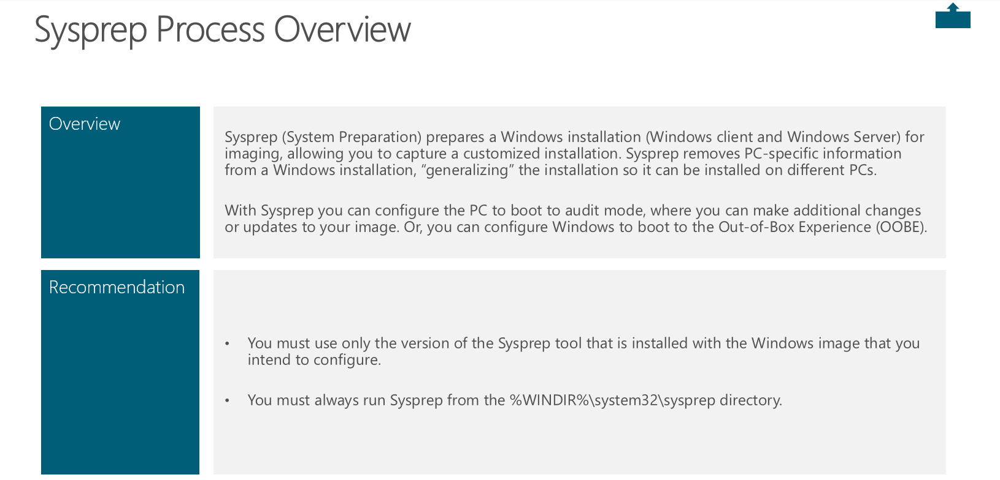 Sysprep Process Overview
Overview
Sysprep (System Preparation) prepares a Windows installation (Windows client and Windows Server) for
imaging, allowing you to capture a customized installation. Sysprep removes PC-specific information
from a Windows installation, “generalizing” the installation so it can be installed on different PCs.
With Sysprep you can configure the PC to boot to audit mode, where you can make additional changes
or updates to your image. Or, you can configure Windows to boot to the Out-of-Box Experience (OOBE).
Recommendation
• You must use only the version of the Sysprep tool that is installed with the Windows image that you
intend to configure.
• You must always run Sysprep from the %WINDIR%\system32\sysprep directory.